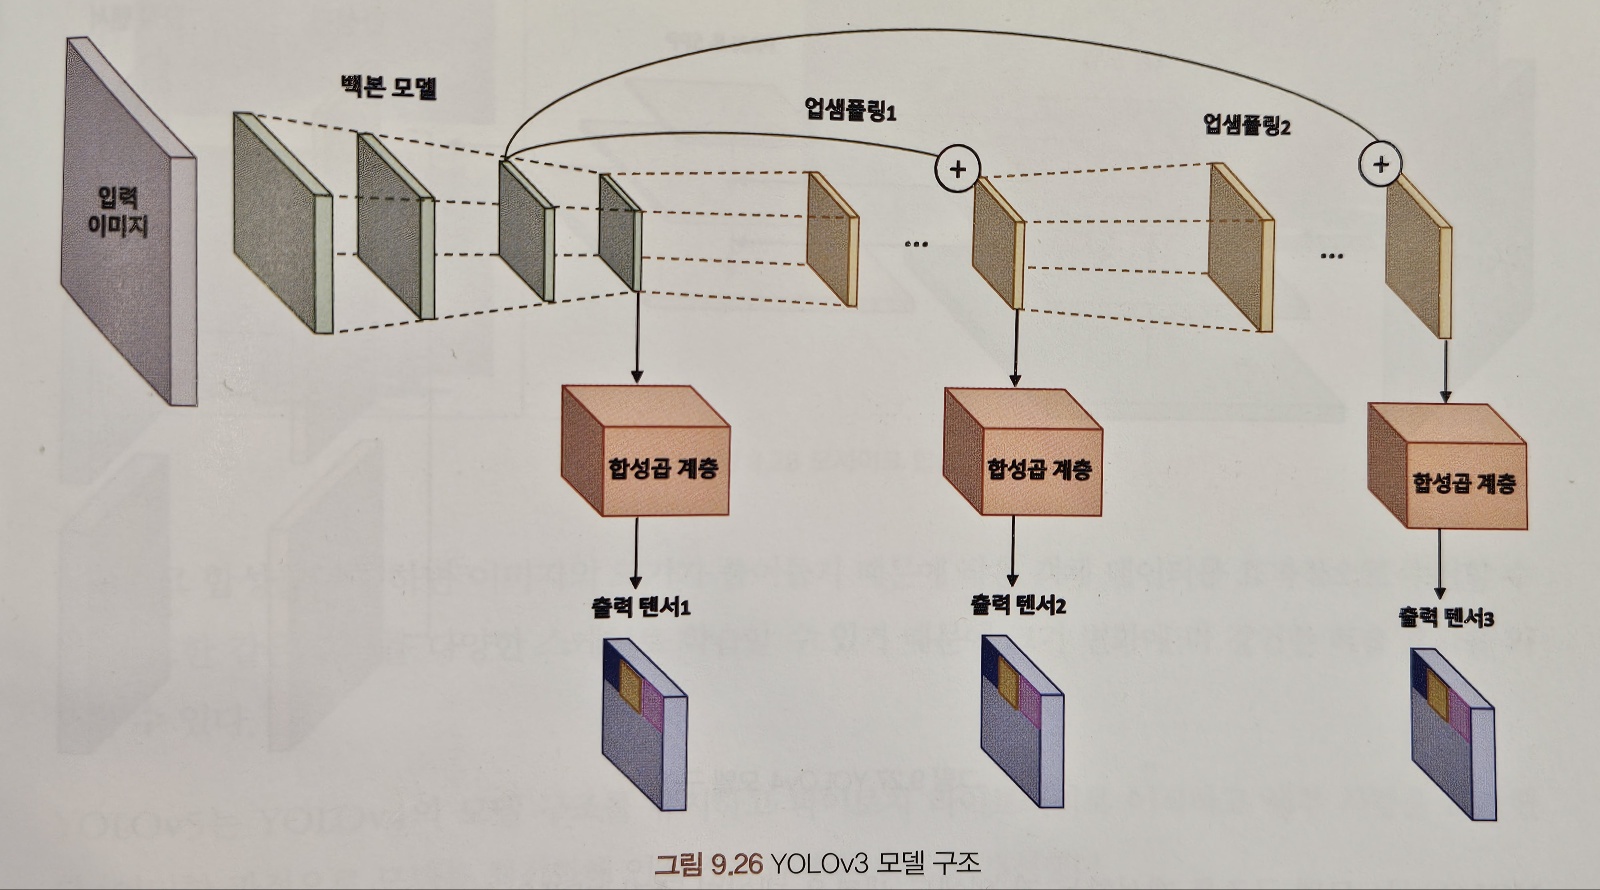 백본 모델
업샘플링1
업샘플링2
입력
이미지
+
+
...
...
합성곱 계층
합성곱 계층
합성곱 계층
출력 텐서1
출력 텐서2
출력 텐서3
그림 9.26 YOLOv3 모델 구조